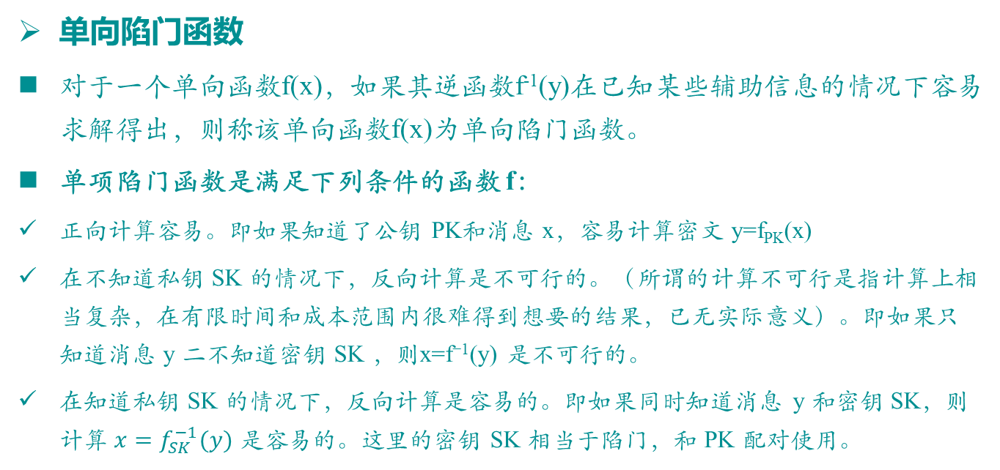 ➢ 单向陷门函数
■ 对于一个单向函数f(x)，如果其逆函数f⁻¹(y)在已知某些辅助信息的情况下容易
求解得出，则称该单向函数f(x)为单向陷门函数。
■ 单项陷门函数是满足下列条件的函数 f：
✓ 正向计算容易。即如果知道了公钥 PK和消息 x，容易计算密文 y=f_PK(x)
✓ 在不知道私钥 SK 的情况下，反向计算是不可行的。（所谓的计算不可行是指计算上相
当复杂，在有限时间和成本范围内很难得到想要的结果，已无实际意义）。即如果只
知道消息 y 二不知道密钥 SK ，则x=f⁻¹(y) 是不可行的。
✓ 在知道私钥 SK 的情况下，反向计算是容易的。即如果同时知道消息 y 和密钥 SK，则
计算 x = f_SK⁻¹(y) 是容易的。这里的密钥 SK 相当于陷门，和 PK 配对使用。